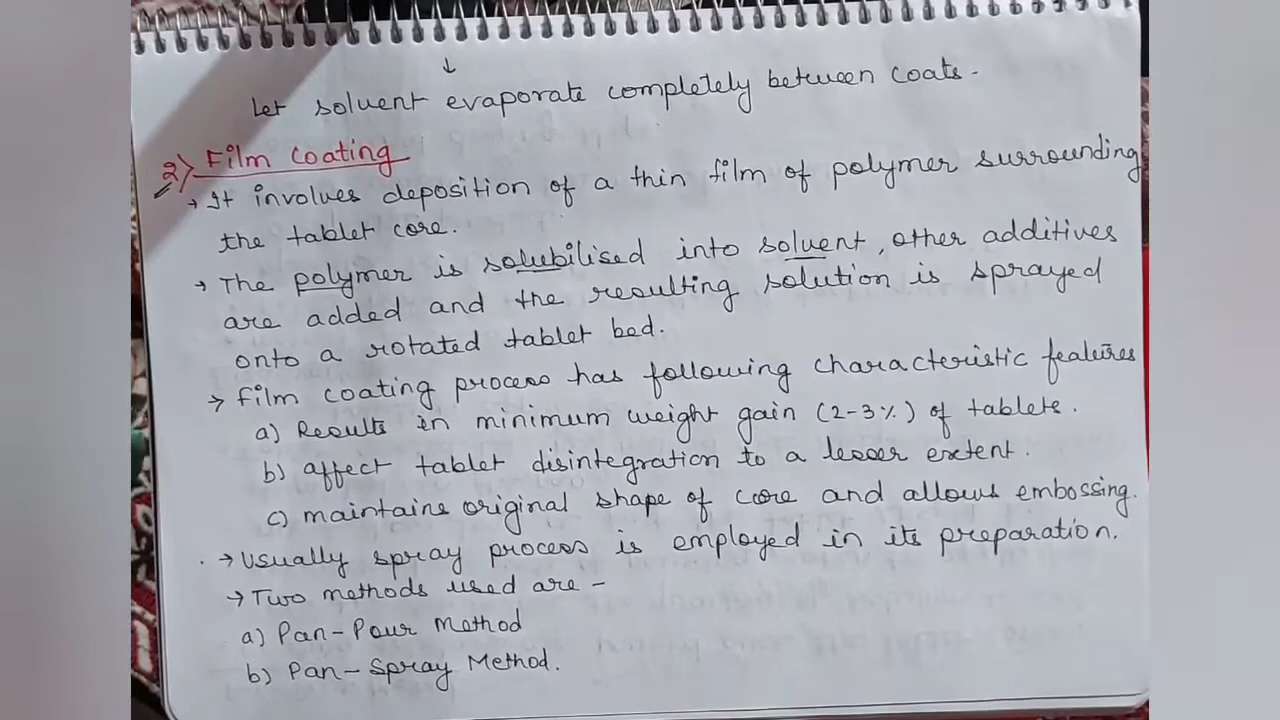 ↓
Let solvent evaporate completely between coats -
2) Film Coating
→ It involves deposition of a thin film of polymer surrounding
the tablet core.
→ The polymer is solubilised into solvent, other additives
are added and the resulting solution is sprayed
onto a rotated tablet bed.
→ Film coating process has following characteristic features
a) Results in minimum weight gain (2-3%) of tablets.
b) affect tablet disintegration to a lesser extent.
c) maintains original shape of core and allows embossing.
→ Usually spray process is employed in its preparation.
→ Two methods used are -
a) Pan-Pour Method
b) Pan-Spray Method.